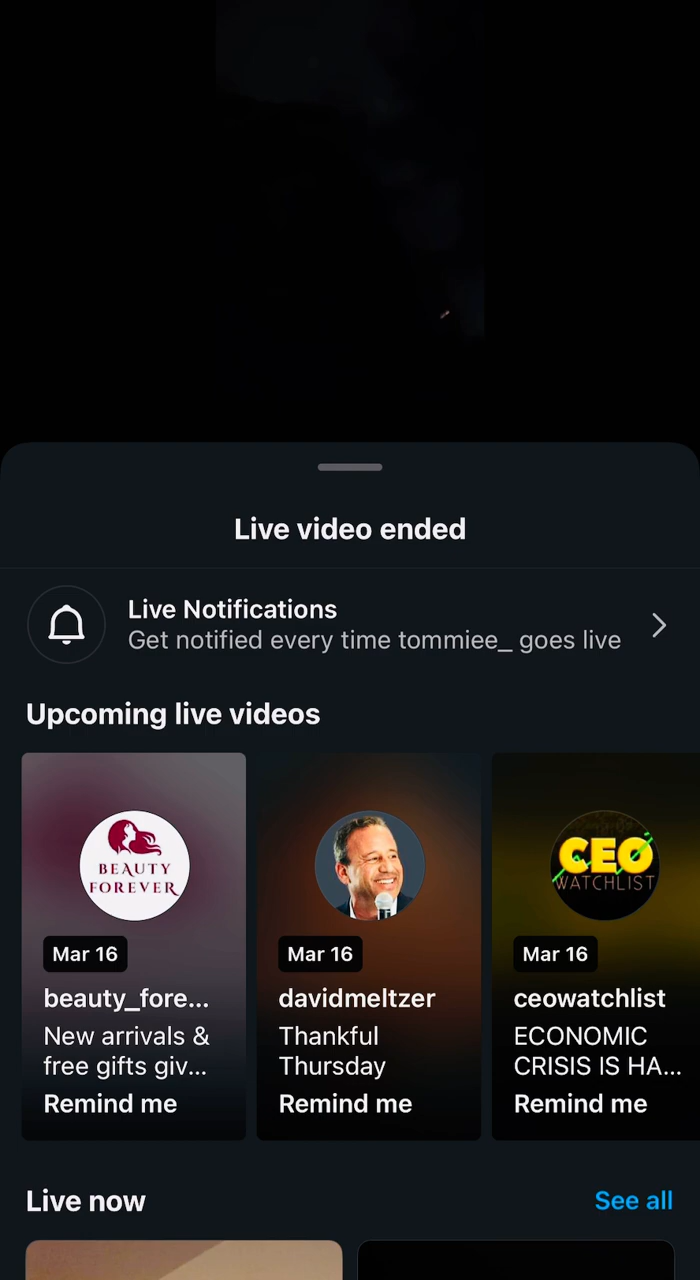 Live video ended
Live Notifications
Get notified every time tommiee_ goes live
Upcoming live videos
BEAUTY
FOREVER
Mar 16
beauty_fore...
New arrivals &
free gifts giv...
Remind me
Mar 16
davidmeltzer
Thankful
Thursday
Remind me
CEO
WATCHLIST
Mar 16
ceowatchlist
ECONOMIC
CRISIS IS HA...
Remind me
Live now
See all